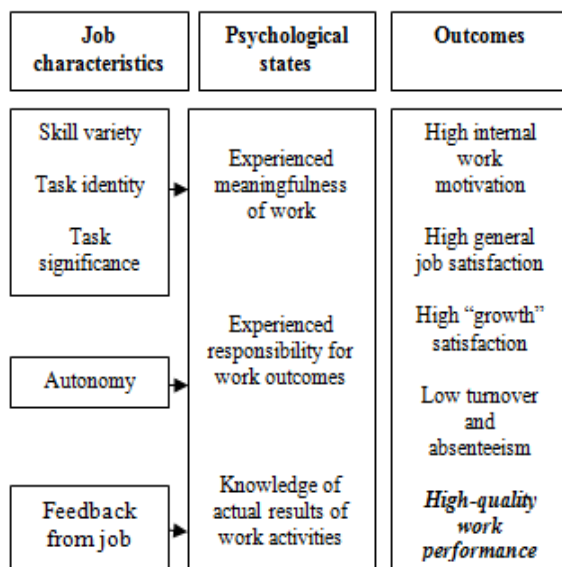 Job
characteristics
Psychological
states
Outcomes
Skill variety
Task identity
Task
significance
Autonomy
Feedback
from job
Experienced
meaningfulness
of work
Experienced
responsibility for
work outcomes
Knowledge of
actual results of
work activities
High internal
work
motivation
High general
job satisfaction
High “growth”
satisfaction
Low turnover
and
absenteeism
High-quality
work
performance